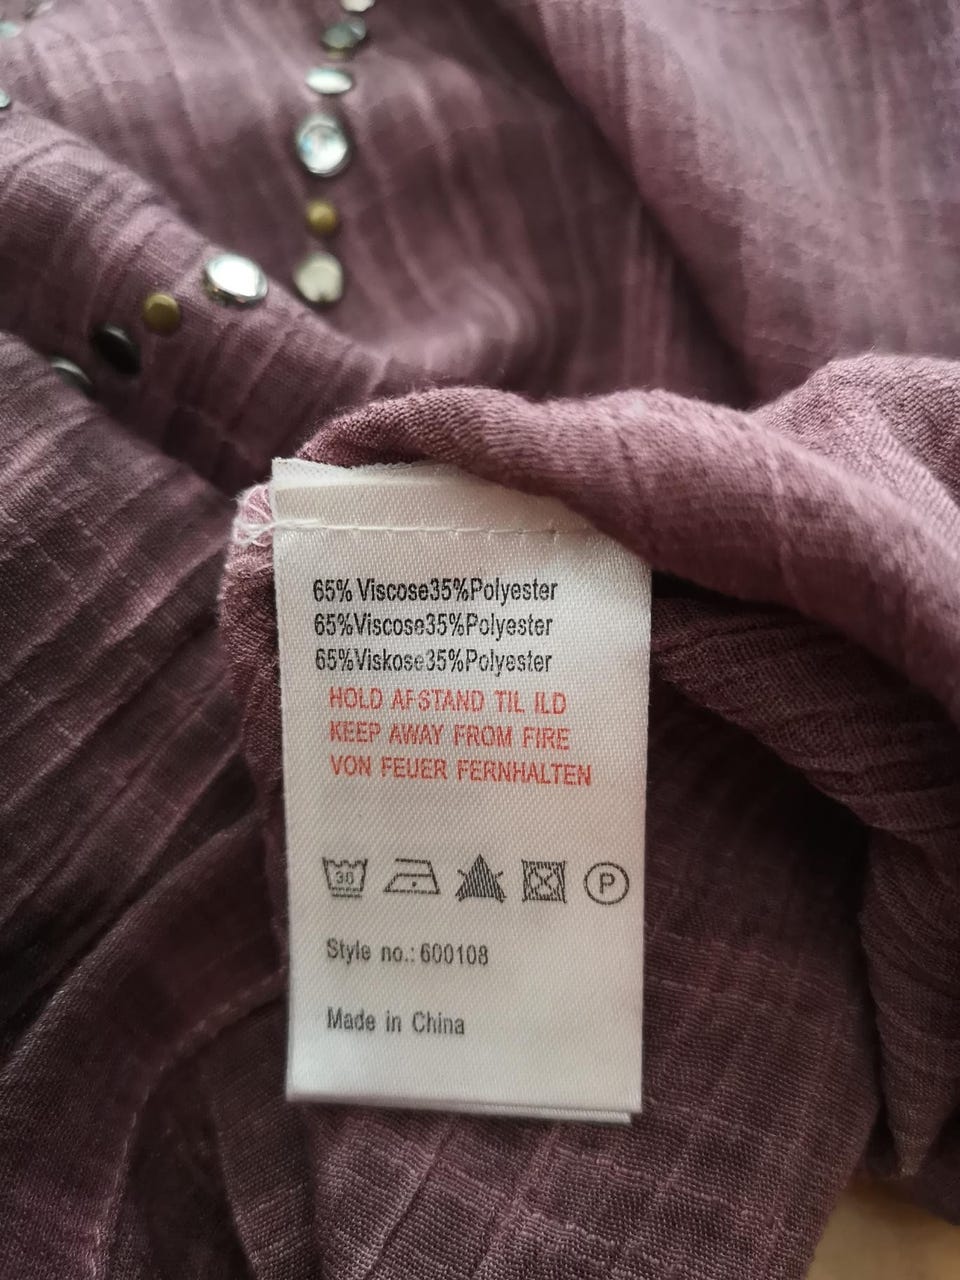 65% Viscose35%Polyester
65%Viscose35%Polyester
65%Viskose35%Polyester
HOLD AFSTAND TIL ILD
KEEP AWAY FROM FIRE
VON FEUER FERNHALTEN
30 P
Style no.: 600108
Made in China